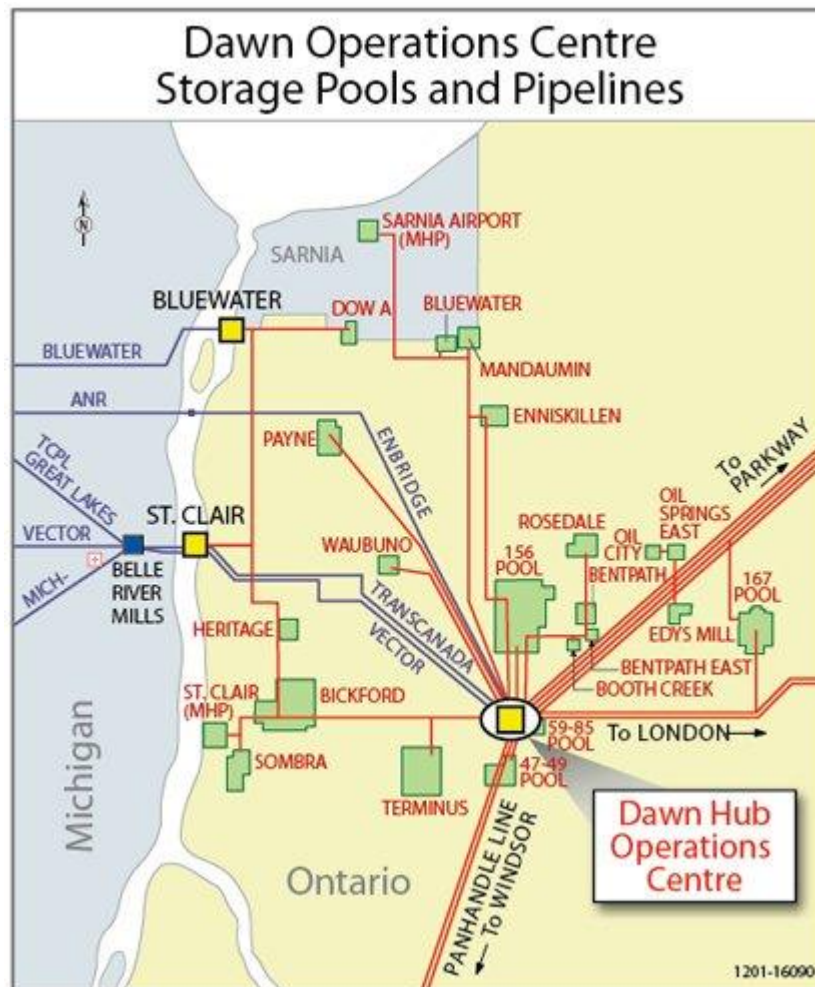 Dawn Operations Centre
Storage Pools and Pipelines
N
SARNIA AIRPORT
(MHP)
SARNIA
BLUEWATER
DOW A
BLUEWATER
BLUEWATER
MANDAUMIN
ANR
ENNISKILLEN
PAYNE
ENBRIDGE
To
PARKWAY
TCPL
GREAT LAKES
ST. CLAIR
VECTOR
MICH-
BELLE
RIVER
MILLS
WAUBUNO
TRANSCANADA
VECTOR
156
POOL
ROSEDALE
OIL
CITY
OIL
SPRINGS
EAST
BENTPATH
167
POOL
EDYS MILL
BENTPATH EAST
BOOTH CREEK
HERITAGE
ST. CLAIR
(MHP)
BICKFORD
SOMBRA
TERMINUS
59-85
POOL
To LONDON
47-49
POOL
Dawn Hub
Operations
Centre
Michigan
Ontario
PANHANDLE LINE
To WINDSOR
1201-16090